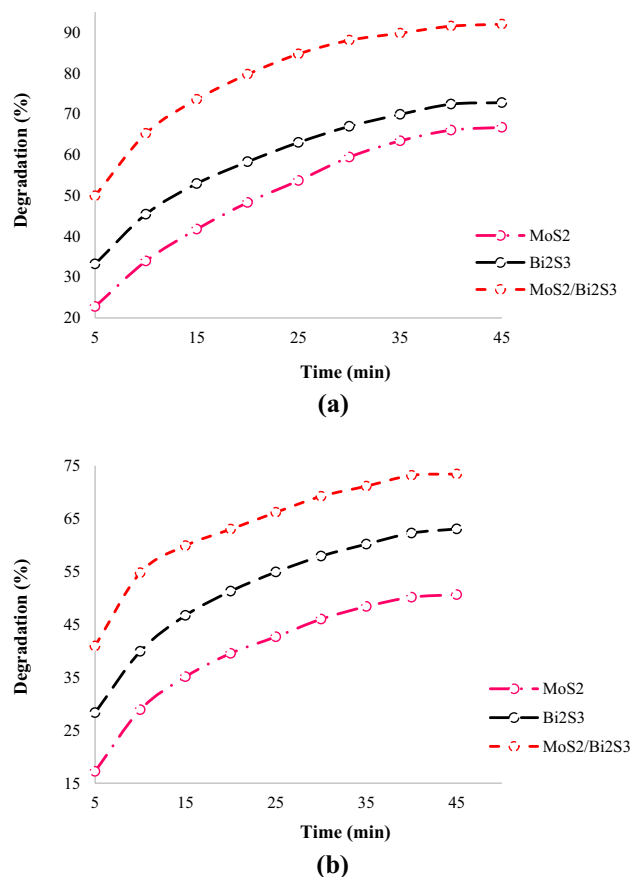 90
80
70
60
50
40
30
20
Degradation (%)
MoS2
Bi2S3
MoS2/Bi2S3
5 15 25 35 45
Time (min)
(a)
75
65
55
45
35
25
15
Degradation (%)
MoS2
Bi2S3
MoS2/Bi2S3
5 15 25 35 45
Time (min)
(b)